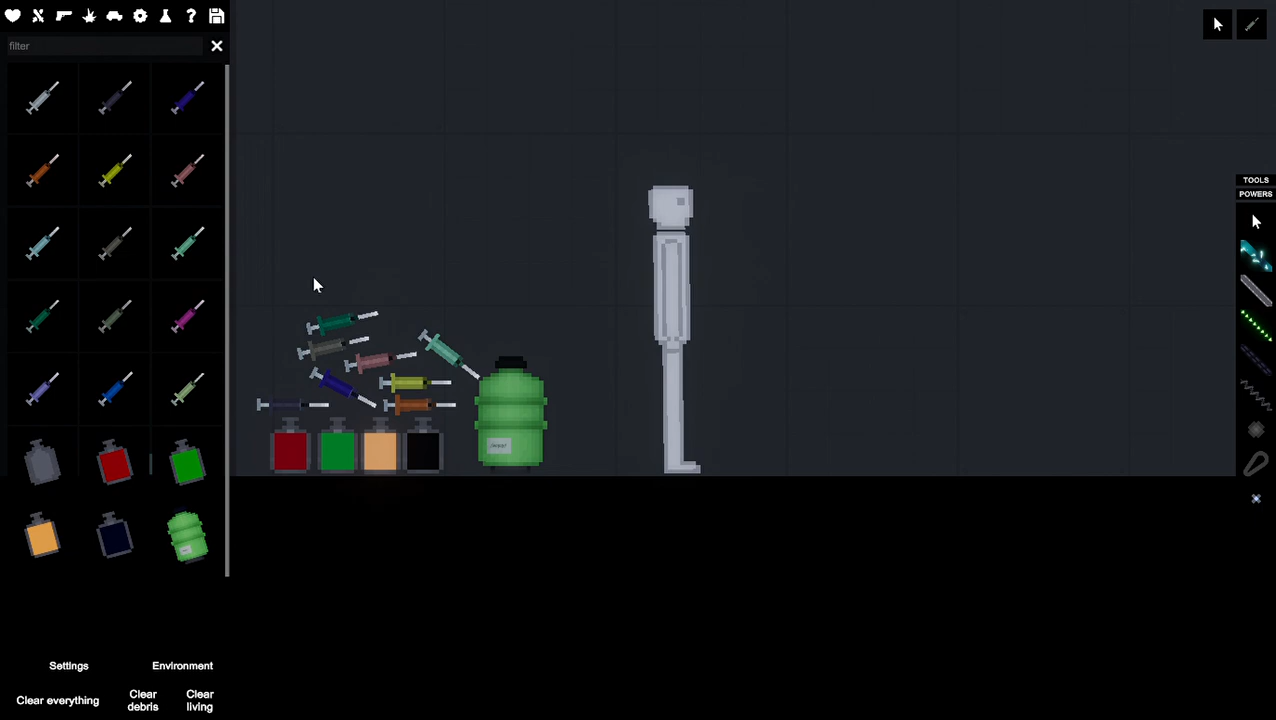 filter
TOOLS
POWERS
Settings
Environment
Clear everything
Clear
debris
Clear
living